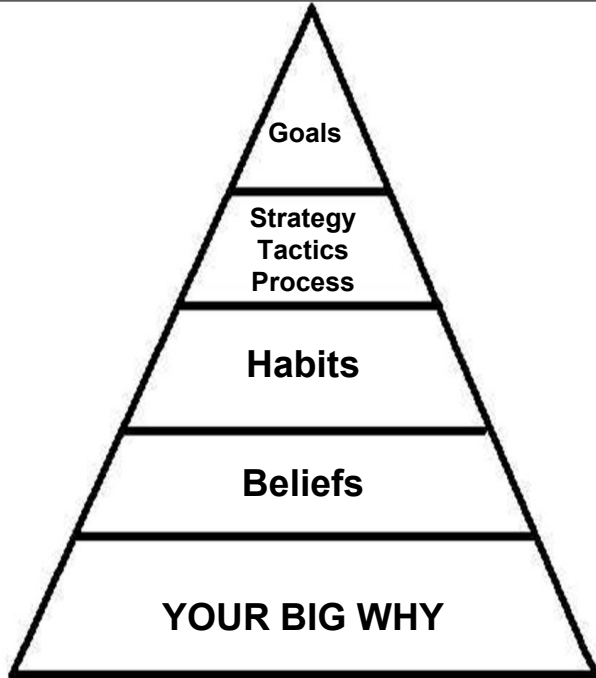 Goals
Strategy
Tactics
Process
Habits
Beliefs
YOUR BIG WHY